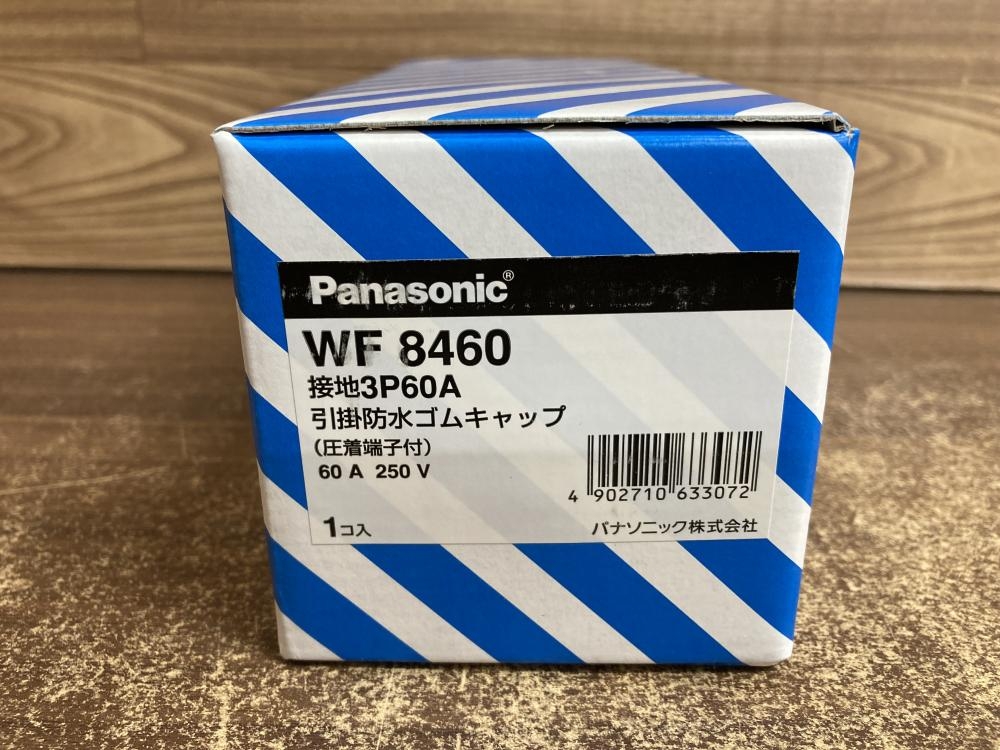 Panasonic®
WF 8460
接地3P60A
引掛防水ゴムキャップ
(圧着端子付)
60 A 250 V
4 902710 633072
1コ入
パナソニック株式会社